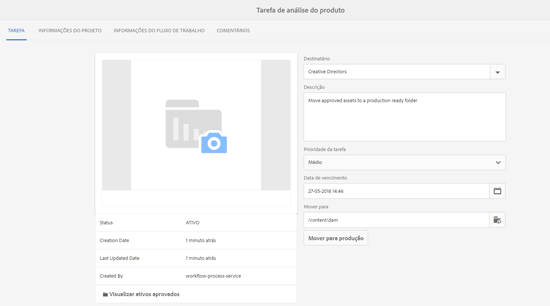 Tarefa de análise do produto
TAREFA
INFORMAÇÕES DO PROJETO
INFORMAÇÕES DO FLUXO DE TRABALHO
COMENTÁRIOS
Destinatário
Creative Directors
Descrição
Move approved assets to a production ready folder
Prioridade da tarefa
Médio
Data de vencimento
27-03-2018 14:46
Mover para
/content/dam
Mover para produção
Status ATIVO
Creation Date 1 minuto atrás
Last Updated Date 1 minuto atrás
Created By workflow-process-service
Visualizar ativos aprovados